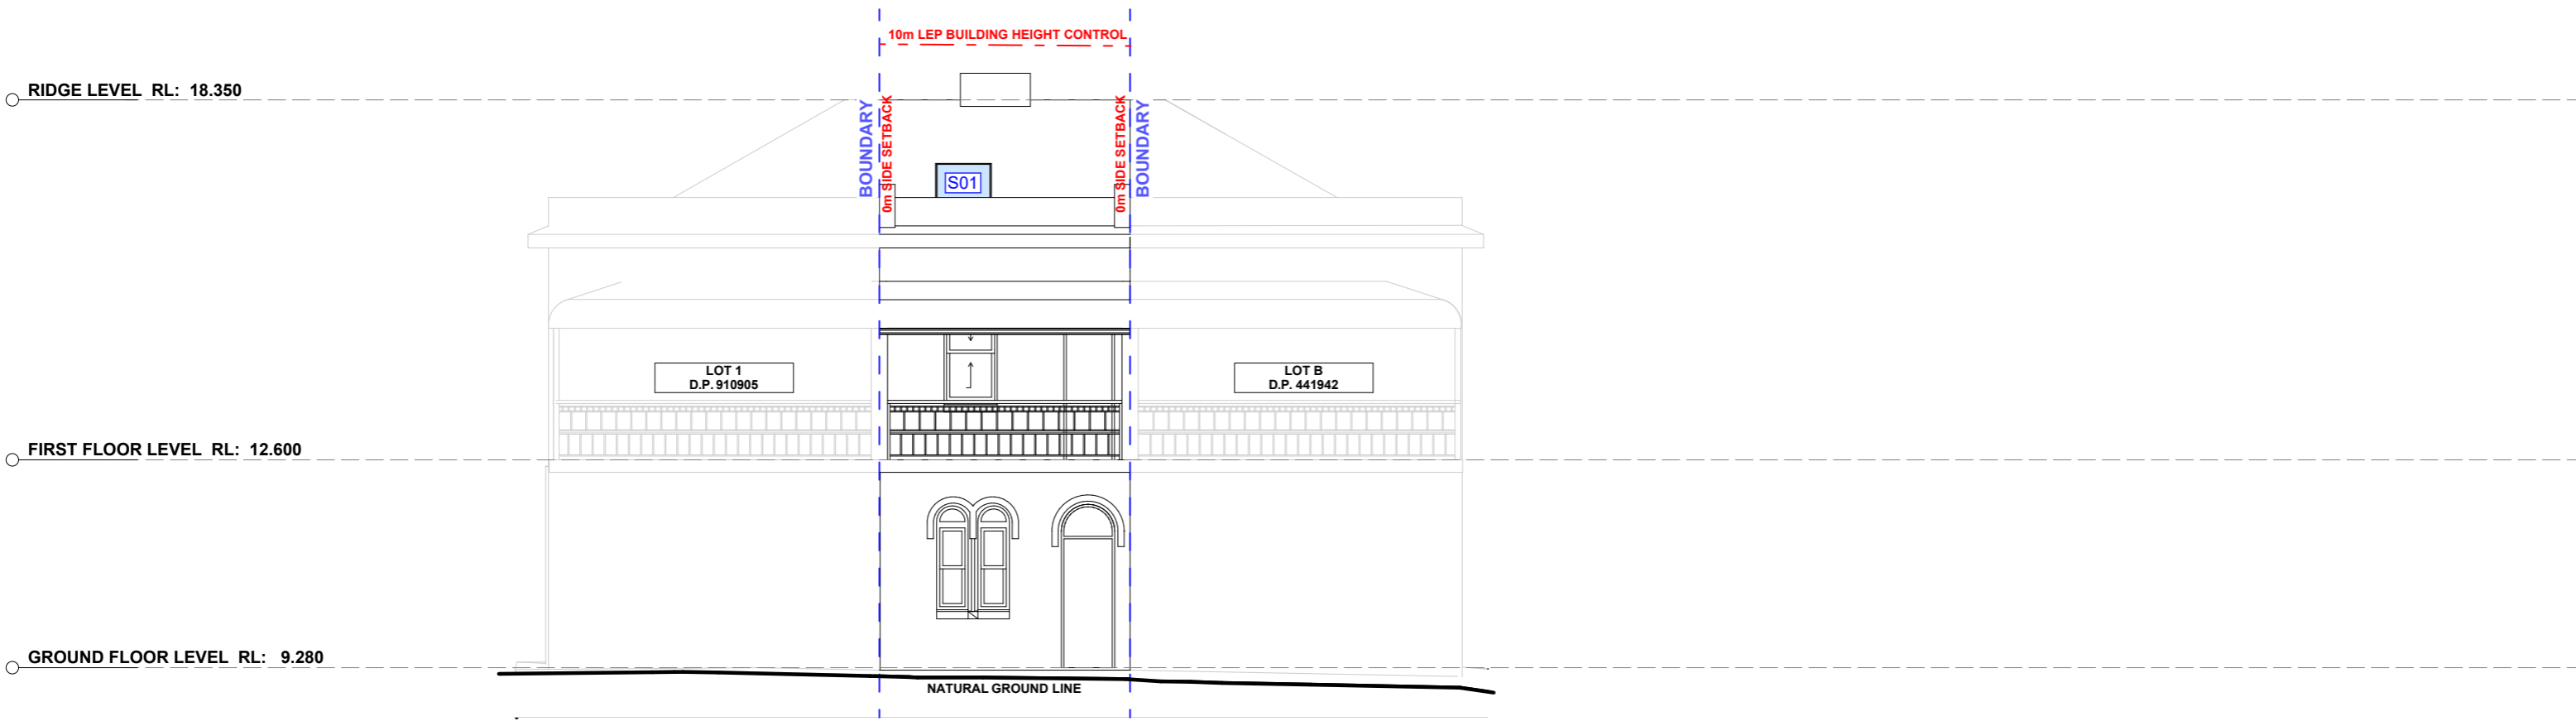 10m LEP BUILDING HEIGHT CONTROL
RIDGE LEVEL RL: 18.350
BOUNDARY
0m SIDE SETBACK
0m SIDE SETBACK
BOUNDARY
S01
LOT 1
D.P. 910905
LOT B
D.P. 441942
FIRST FLOOR LEVEL RL: 12.600
GROUND FLOOR LEVEL RL: 9.280
NATURAL GROUND LINE